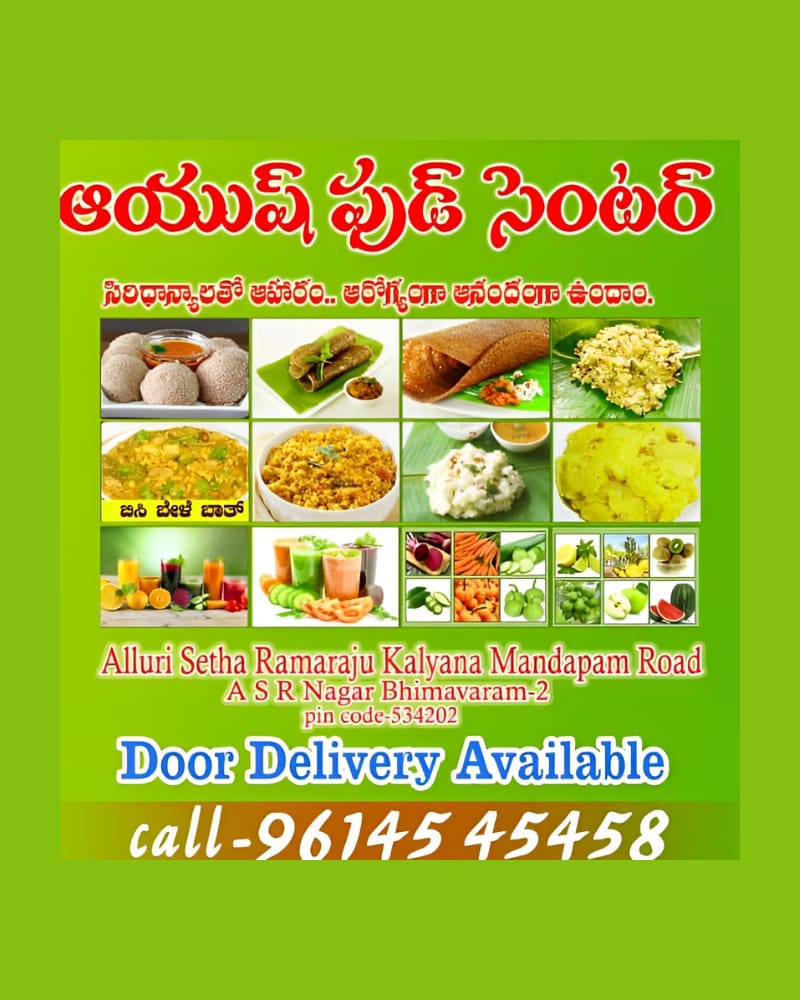 ఆయుష్ ఫుడ్ సెంటర్
సిరిధాన్యాలతో ఆహారం.. ఆరోగ్యంగా ఆనందంగా ఉందాం.
ಬಿಸಿ ಬೇಳೆ ಬಾತ್
Alluri Setha Ramaraju Kalyana Mandapam Road
A S R Nagar Bhimavaram-2
pin code-534202
Door Delivery Available
call-96145 45458